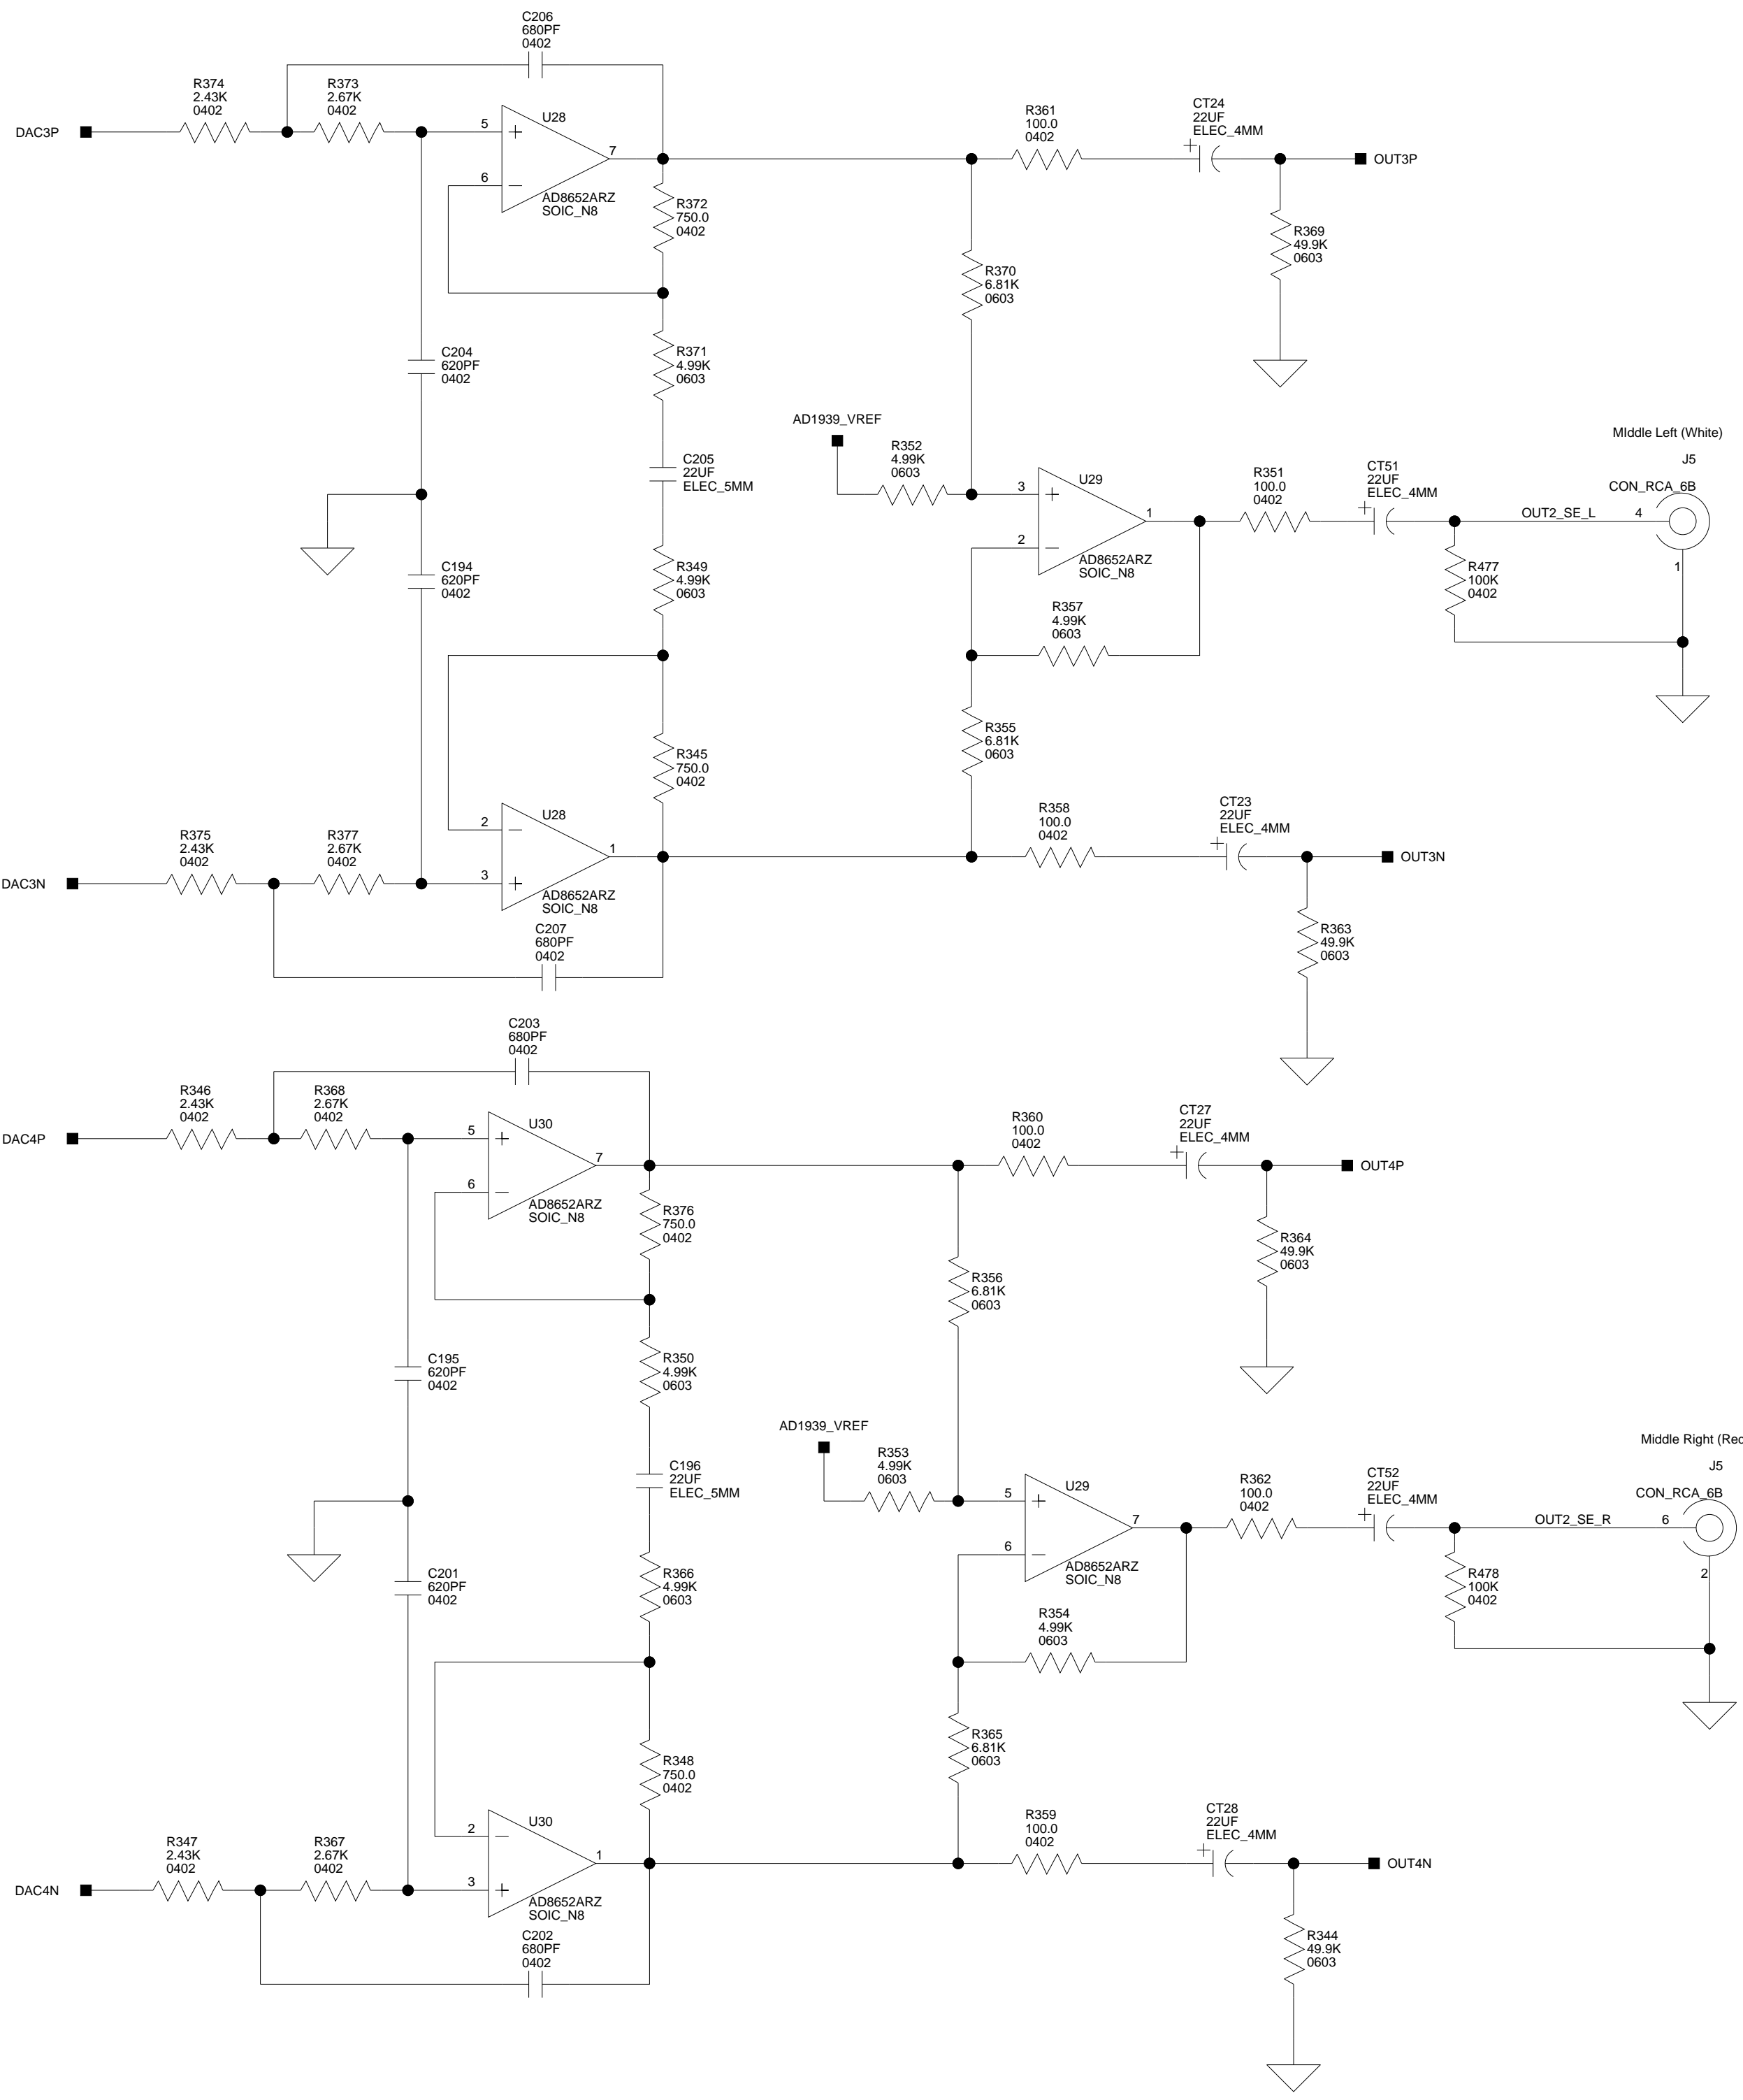 C206
680PF
0402
R374
2.43K
0402
R373
2.67K
0402
DAC3P
5
+
U28
7
6
AD8652ARZ
SOIC_N8
R372
750.0
0402
R361
100.0
0402
CT24
22UF
ELEC_4MM
+
OUT3P
R369
49.9K
0603
R370
6.81K
0603
C204
620PF
0402
R371
4.99K
0603
AD1939_VREF
R352
4.99K
0603
C205
22UF
ELEC_5MM
3
+
U29
1
2
AD8652ARZ
SOIC_N8
R351
100.0
0402
CT51
22UF
ELEC_4MM
+
MIddle Left (White)
J5
CON_RCA_6B
OUT2_SE_L
4
1
R477
100K
0402
C194
620PF
0402
R349
4.99K
0603
R357
4.99K
0603
R355
6.81K
0603
R345
750.0
0402
R375
2.43K
0402
R377
2.67K
0402
DAC3N
2
U28
1
3
+
AD8652ARZ
SOIC_N8
R358
100.0
0402
CT23
22UF
ELEC_4MM
+
OUT3N
R363
49.9K
0603
C207
680PF
0402
C203
680PF
0402
R346
2.43K
0402
R368
2.67K
0402
DAC4P
5
+
U30
7
6
AD8652ARZ
SOIC_N8
R376
750.0
0402
R360
100.0
0402
CT27
22UF
ELEC_4MM
+
OUT4P
R364
49.9K
0603
R356
6.81K
0603
C195
620PF
0402
R350
4.99K
0603
AD1939_VREF
R353
4.99K
0603
C196
22UF
ELEC_5MM
5
+
U29
7
6
AD8652ARZ
SOIC_N8
R362
100.0
0402
CT52
22UF
ELEC_4MM
+
Middle Right (Rec
J5
CON_RCA_6B
OUT2_SE_R
6
2
R478
100K
0402
C201
620PF
0402
R366
4.99K
0603
R354
4.99K
0603
R365
6.81K
0603
R348
750.0
0402
R347
2.43K
0402
R367
2.67K
0402
DAC4N
2
U30
1
3
+
AD8652ARZ
SOIC_N8
R359
100.0
0402
CT28
22UF
ELEC_4MM
+
OUT4N
R344
49.9K
0603
C202
680PF
0402